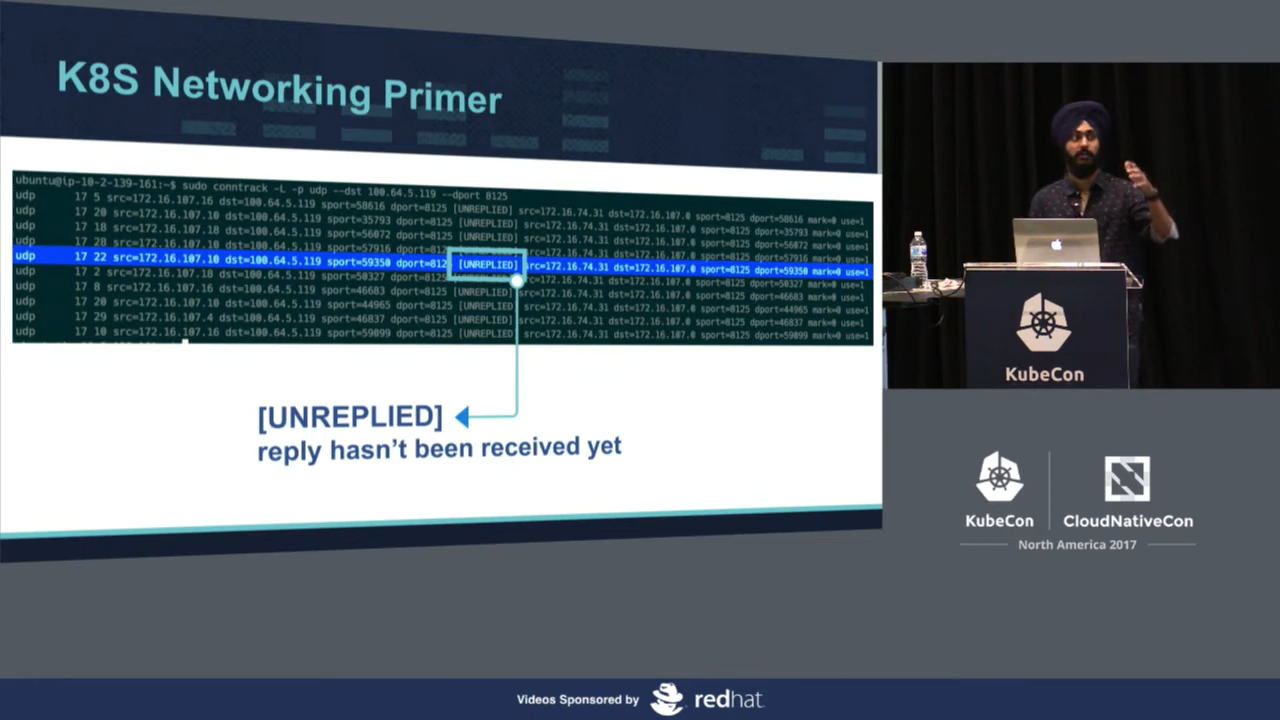 K8S Networking Primer
ubuntu@ip-10-2-139-161:~$ sudo conntrack -L -p udp --dst 100.64.5.119 --dport 8125
udp 17 5 src=172.16.107.16 dst=100.64.5.119 sport=58616 dport=8125 [UNREPLIED] src=172.16.74.31 dst=172.16.107.0 sport=8125 dport=58616 mark=0 use=1
udp 17 20 src=172.16.107.10 dst=100.64.5.119 sport=35793 dport=8125 [UNREPLIED] src=172.16.74.31 dst=172.16.107.0 sport=8125 dport=35793 mark=0 use=1
udp 17 18 src=172.16.107.18 dst=100.64.5.119 sport=56072 dport=8125 [UNREPLIED] src=172.16.74.31 dst=172.16.107.0 sport=8125 dport=56072 mark=0 use=1
udp 17 28 src=172.16.107.10 dst=100.64.5.119 sport=57916 dport=812 src=172.16.74.31 dst=172.16.107.0 sport=8125 dport=57916 mark=0 use=1
udp 17 22 src=172.16.107.10 dst=100.64.5.119 sport=59350 dport=812 [UNREPLIED] src=172.16.74.31 dst=172.16.107.0 sport=8125 dport=59350 mark=0 use=1
udp 17 2 src=172.16.107.18 dst=100.64.5.119 sport=50327 dport=8125 src=172.16.74.31 dst=172.16.107.0 sport=8125 dport=50327 mark=0 use=1
udp 17 8 src=172.16.107.16 dst=100.64.5.119 sport=46683 dport=8125 [UNREPLIED] src=172.16.74.31 dst=172.16.107.0 sport=8125 dport=46683 mark=0 use=1
udp 17 20 src=172.16.107.10 dst=100.64.5.119 sport=44965 dport=8125 [UNREPLIED] src=172.16.74.31 dst=172.16.107.0 sport=8125 dport=44965 mark=0 use=1
udp 17 29 src=172.16.107.4 dst=100.64.5.119 sport=46837 dport=8125 [UNREPLIED] src=172.16.74.31 dst=172.16.107.0 sport=8125 dport=46837 mark=0 use=1
udp 17 10 src=172.16.107.16 dst=100.64.5.119 sport=59099 dport=8125 [UNREPLIED] src=172.16.74.31 dst=172.16.107.0 sport=8125 dport=59099 mark=0 use=1
[UNREPLIED]
reply hasn't been received yet
KubeCon
KubeCon
CloudNativeCon
North America 2017
Videos Sponsored by
redhat